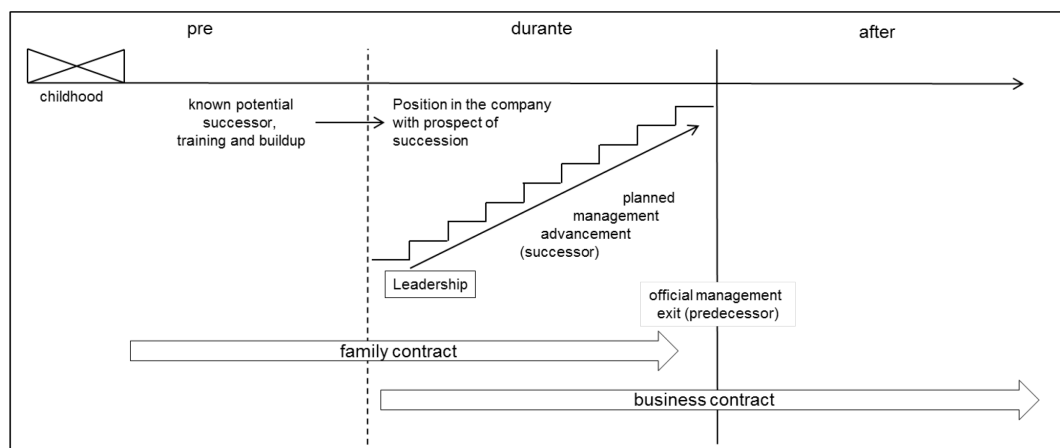 pre
durante
after
childhood
known potential
successor,
training and buildup
Position in the company
with prospect of
succession
planned
management
advancement
(successor)
Leadership
official management
exit (predecessor)
family contract
business contract